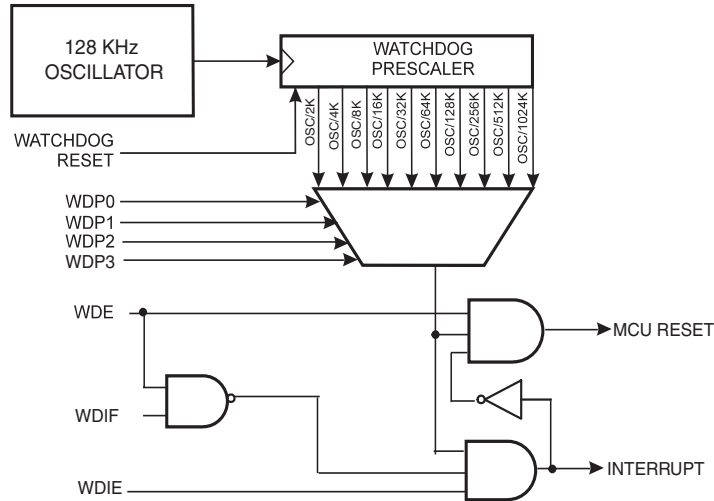 128 KHz
OSCILLATOR
WATCHDOG
PRESCALER
WATCHDOG
RESET
OSC/2K
OSC/4K
OSC/8K
OSC/16K
OSC/32K
OSC/64K
OSC/128K
OSC/256K
OSC/512K
OSC/1024K
WDP0
WDP1
WDP2
WDP3
WDE
MCU RESET
WDIF
INTERRUPT
WDIE